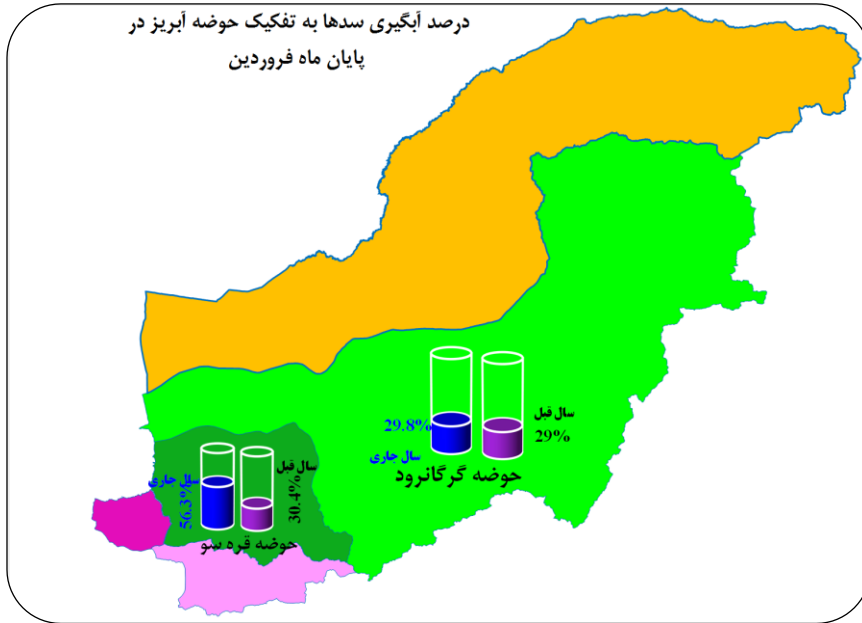 درصد آبگیری سدها به تفکیک حوضه آبریز در
پایان ماه فروردین
سال قبل
29%
29.8%
سال جاری
حوضه گرگانرود
سال قبل
30.4%
سال جاری
56.3%
حوضه قره سو